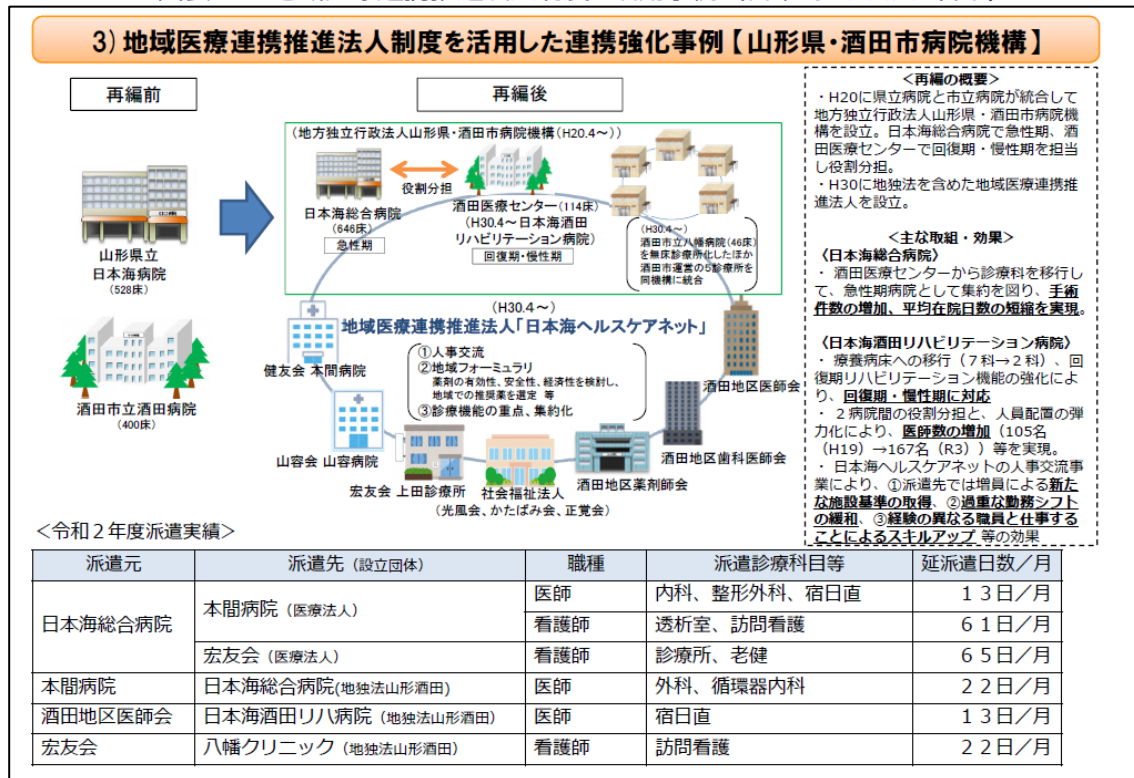 3）地域医療連携推進法人制度を活用した連携強化事例【山形県・酒田市病院機構】
再編前
山形県立
日本海病院
(528床)
酒田市立酒田病院
(400床)
再編後
(地方独立行政法人山形県・酒田市病院機構(H20.4～))
役割分担
日本海総合病院
(646床)
急性期
酒田医療センター(114床)
(H30.4～日本海酒田
リハビリテーション病院)
回復期・慢性期
(H30.4～)
酒田市立八幡病院(46床)
を無床診療所化したほか
酒田市運営の5診療所を
同機構に統合
(H30.4～)
地域医療連携推進法人「日本海ヘルスケアネット」
①人事交流
②地域フォーミュラリ
薬剤の有効性、安全性、経済性を検討し、
地域での推奨薬を選定 等
③診療機能の重点、集約化
健友会 本間病院
山容会 山容病院
宏友会 上田診療所
社会福祉法人
(光風会、かたばみ会、正覚会)
酒田地区薬剤師会
酒田地区歯科医師会
酒田地区医師会
＜再編の概要＞
・H20に県立病院と市立病院が統合して
地方独立行政法人山形県・酒田市病院機
構を設立。日本海総合病院で急性期、酒
田医療センターで回復期・慢性期を担当
し役割分担。
・H30に地独法を含めた地域医療連携推
進法人を設立。
＜主な取組・効果＞
〈日本海総合病院〉
・ 酒田医療センターから診療科を移行し
て、急性期病院として集約を図り、手術
件数の増加、平均在院日数の短縮を実現。
〈日本海酒田リハビリテーション病院〉
・ 療養病床への移行（７科→２科）、回
復期リハビリテーション機能の強化によ
り、回復期・慢性期に対応
・ ２病院間の役割分担と、人員配置の弾
力化により、医師数の増加（105名
（H19）→167名（R3））等を実現。
・ 日本海ヘルスケアネットの人事交流事
業により、①派遣先では増員による新た
な施設基準の取得、②過重な勤務シフト
の緩和、③経験の異なる職員と仕事する
ことによるスキルアップ 等の効果
＜令和２年度派遣実績＞
派遣元 派遣先（設立団体） 職種 派遣診療科目等 延派遣日数／月
日本海総合病院 本間病院（医療法人） 医師 内科、整形外科、宿日直 １３日／月
看護師 透析室、訪問看護 ６１日／月
宏友会（医療法人） 看護師 診療所、老健 ６５日／月
本間病院 日本海総合病院(地独法山形酒田) 医師 外科、循環器内科 ２２日／月
酒田地区医師会 日本海酒田リハ病院（地独法山形酒田） 医師 宿日直 １３日／月
宏友会 八幡クリニック（地独法山形酒田） 看護師 訪問看護 ２２日／月